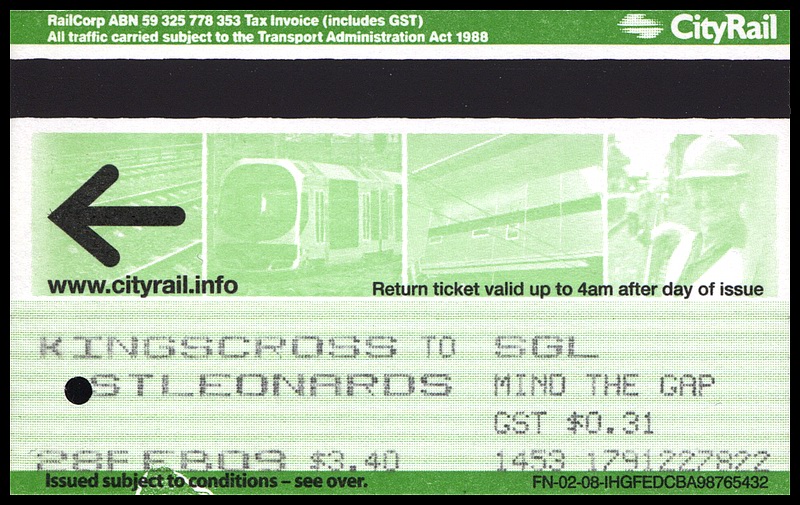 RailCorp ABN 59 325 778 353 Tax Invoice (includes GST)
All traffic carried subject to the Transport Administration Act 1988
CityRail
www.cityrail.info
Return ticket valid up to 4am after day of issue
KINGSCROSS TO SGL
STLEONARDS MIND THE GAP
GST $0.31
28FEB09 $3.40 1453 1791227822
Issued subject to conditions – see over.
FN-02-08-IHGFEDCBA98765432